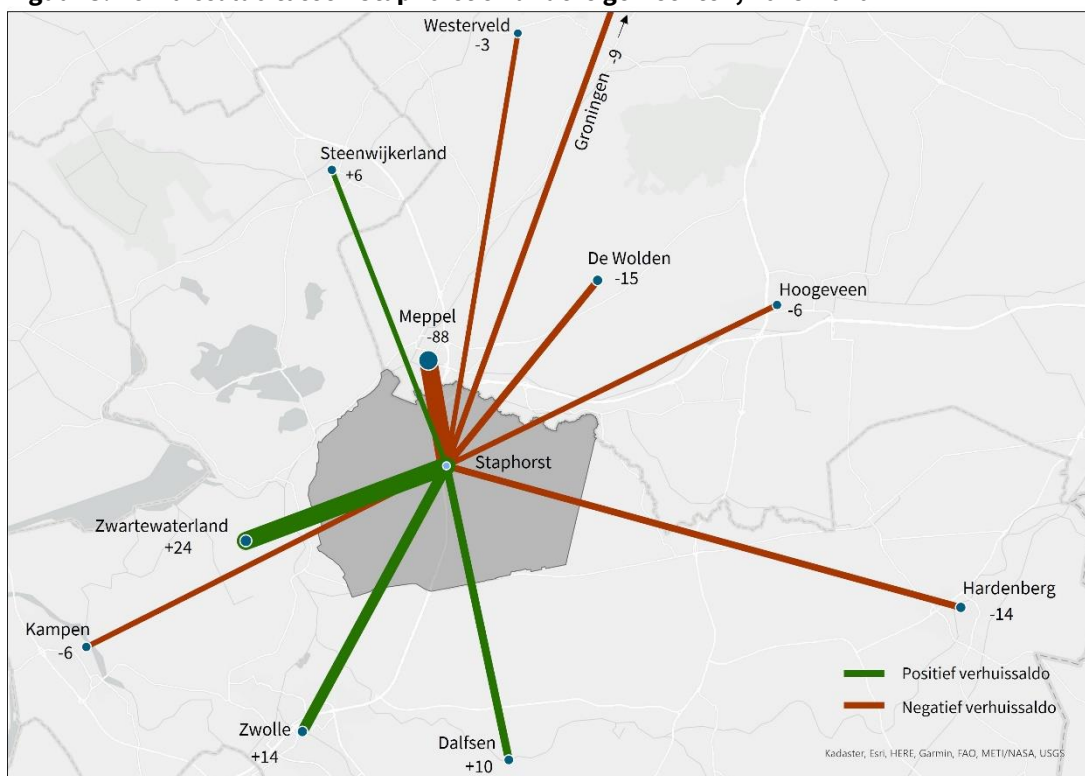 Westerveld
-3
Groningen -9 →
Steenwijkerland
+6
De Wolden
-15
Hoogeveen
-6
Meppel
-88
Staphorst
Zwartewaterland
+24
Hardenberg
-14
Kampen
-6
Positief verhuissaldo
Negatief verhuissaldo
Zwolle
+14
Dalfsen
+10
Kadaster, Esri, HERE, Garmin, FAO, METI/NASA, USGS